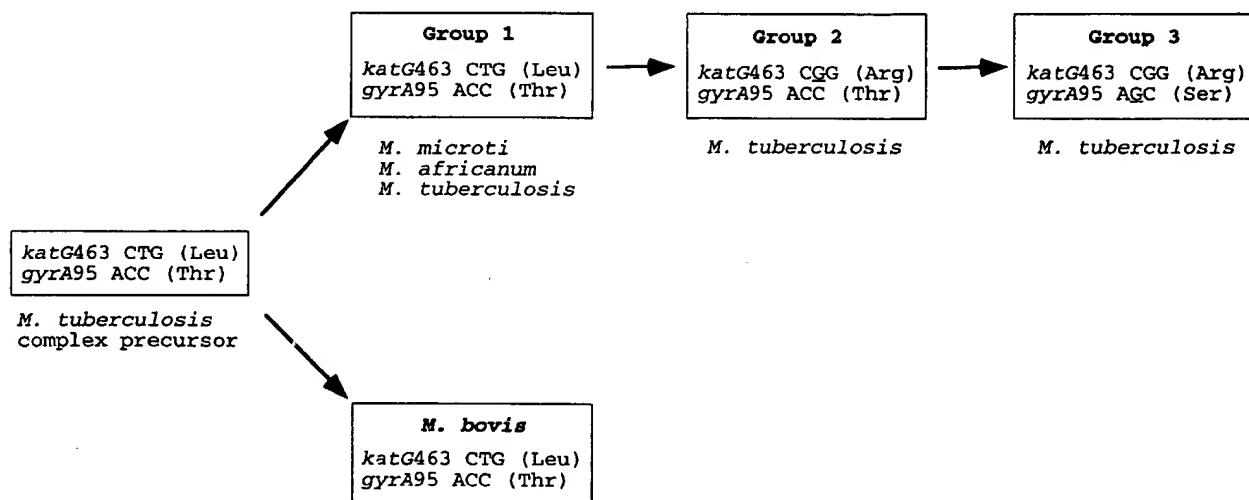 Group 1
katG463 CTG (Leu)
gyrA95 ACC (Thr)
M. microti
M. africanum
M. tuberculosis
Group 2
katG463 CGG (Arg)
gyrA95 ACC (Thr)
M. tuberculosis
Group 3
katG463 CGG (Arg)
gyrA95 AGC (Ser)
M. tuberculosis
katG463 CTG (Leu)
gyrA95 ACC (Thr)
M. tuberculosis
complex precursor
M. bovis
katG463 CTG (Leu)
gyrA95 ACC (Thr)